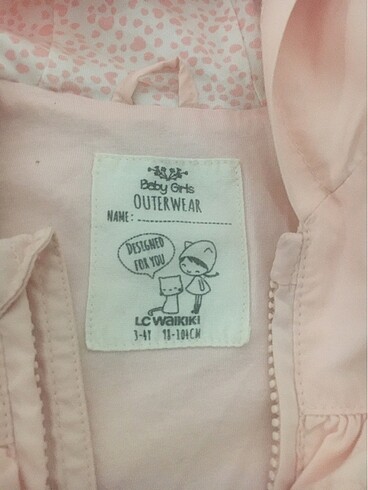 Baby Girls
OUTERWEAR
NAME:
DESIGNED
FOR YOU
LC WAIKIKI
3-4Y 98-104CM